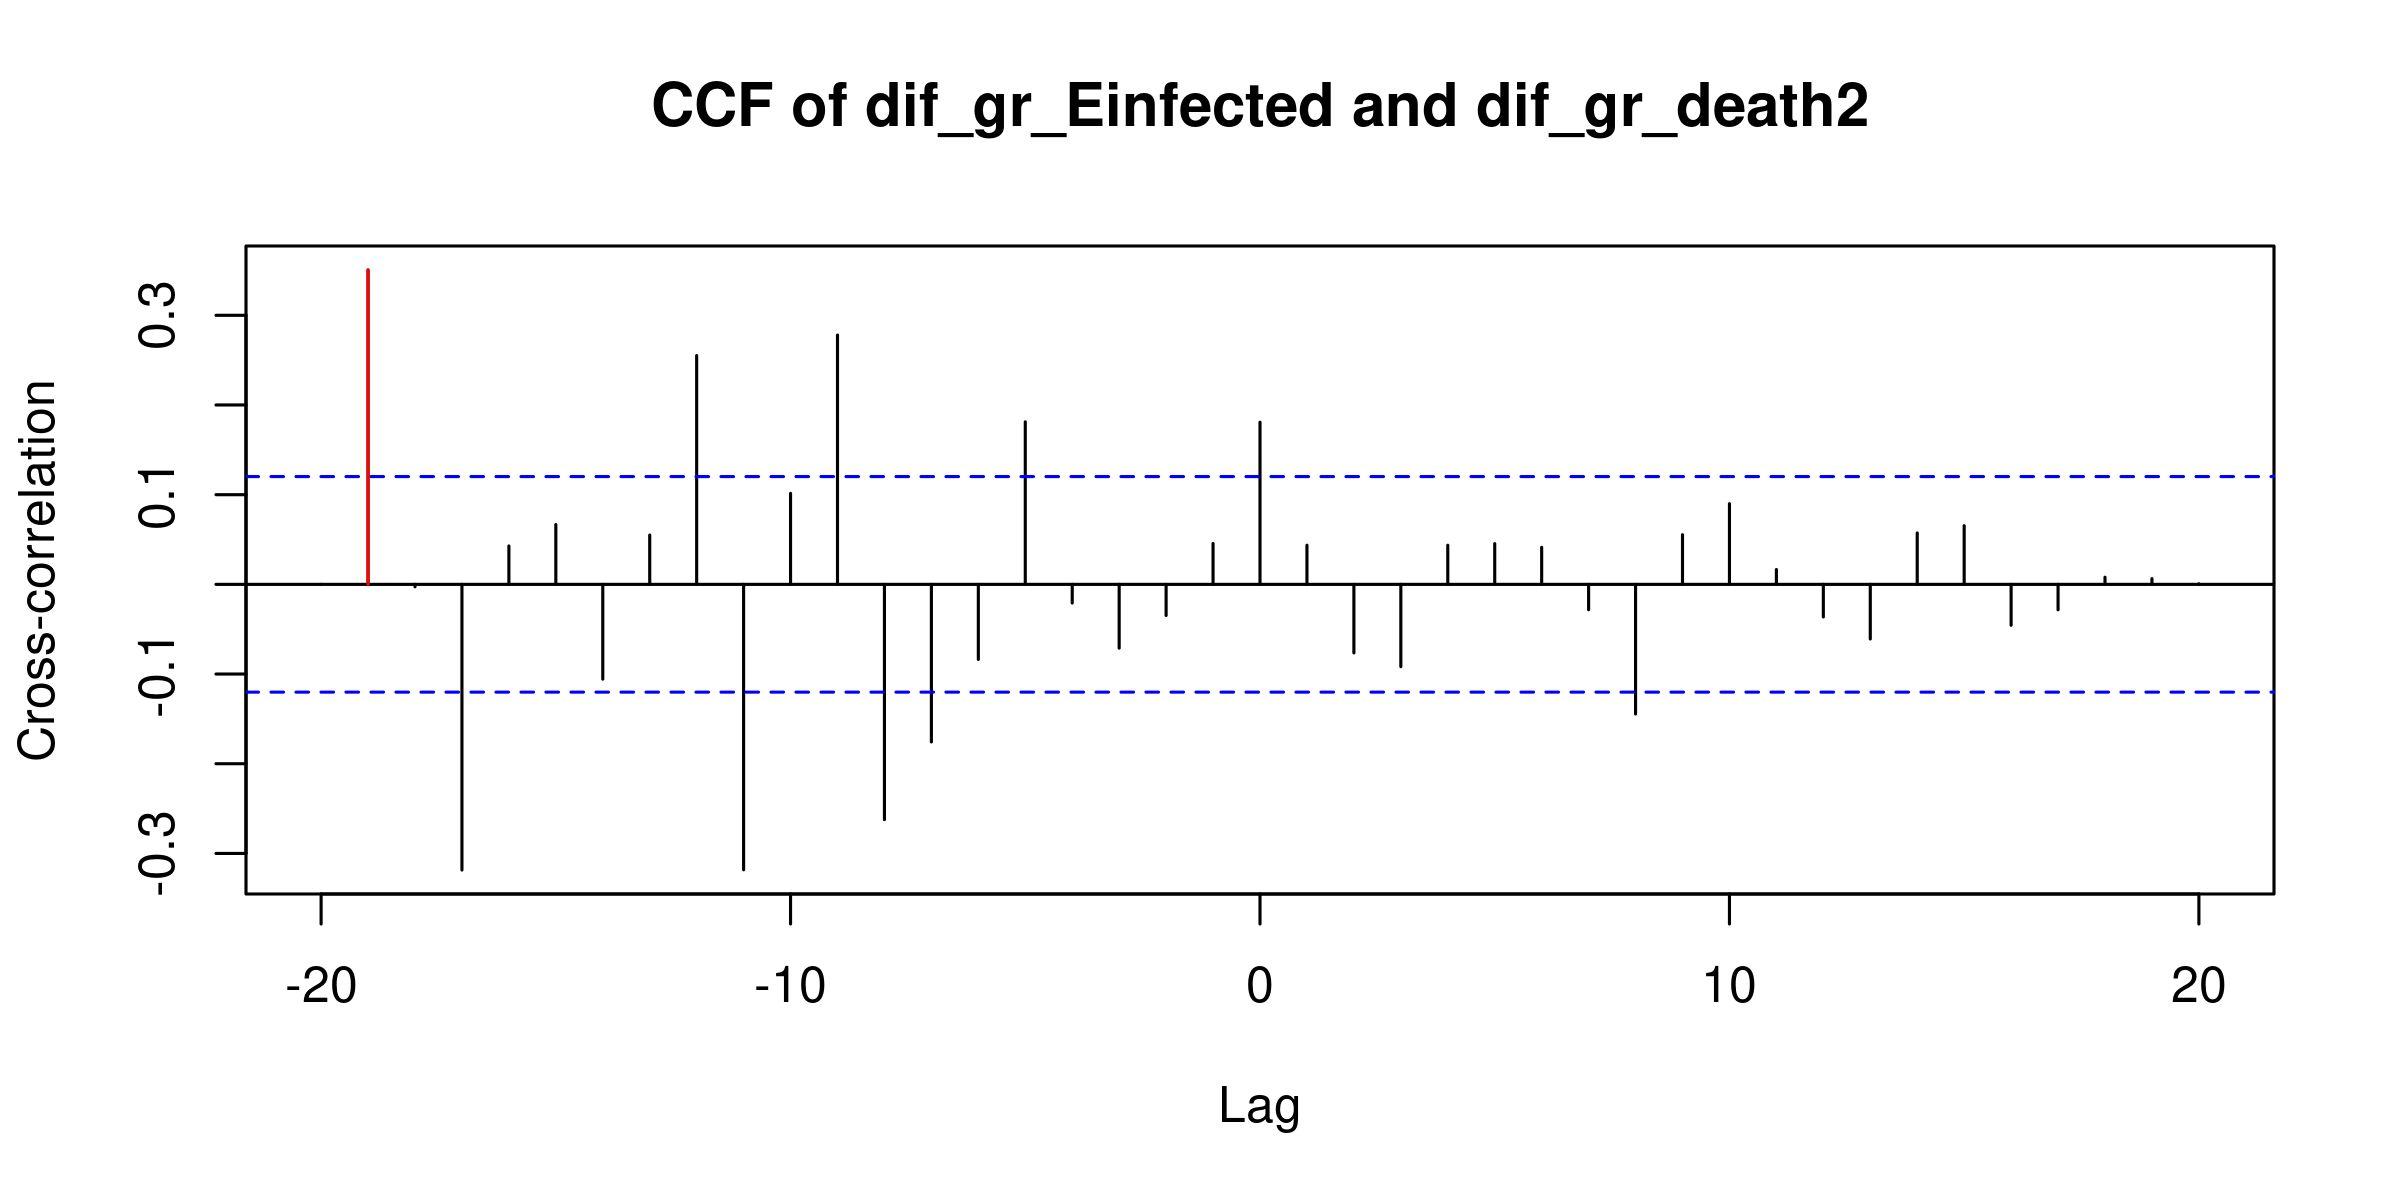 CCF of dif_gr_Einfected and dif_gr_death2
Cross-correlation
0.3
0.1
-0.1
-0.3
-20 -10 0 10 20
Lag